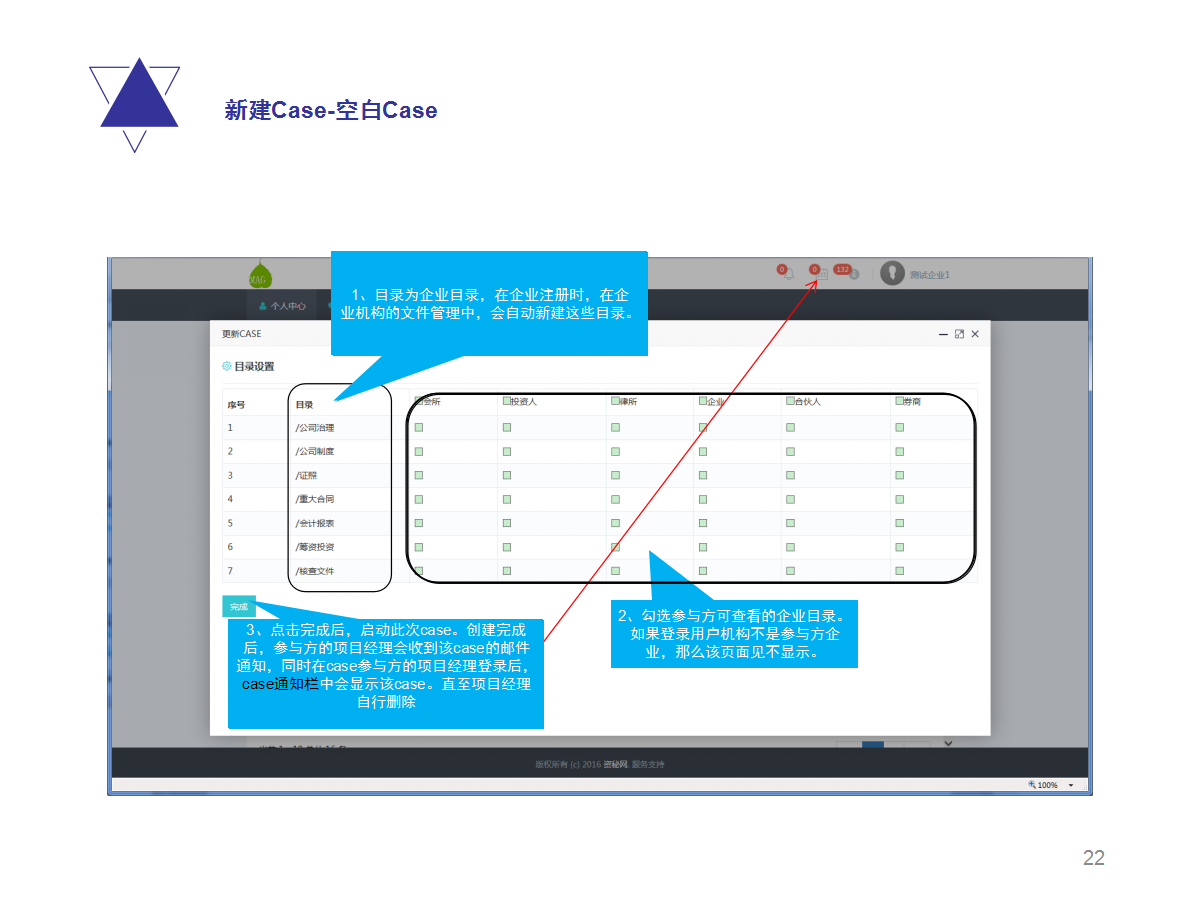 新建Case-空白Case
MAG
0
0
132
测试企业1
个人中心
1、目录为企业目录，在企业注册时，在企
业机构的文件管理中，会自动新建这些目录。
更新CASE
目录设置
序号 目录 会所 投资人 律所 企业 合伙人 券商
1 /公司治理
2 /公司制度
3 /证照
4 /重大合同
5 /会计报表
6 /筹资投资
7 /核查文件
完成
2、勾选参与方可查看的企业目录。
如果登录用户机构不是参与方企
业，那么该页面见不显示。
3、点击完成后，启动此次case。创建完成
后，参与方的项目经理会收到该case的邮件
通知，同时在case参与方的项目经理登录后，
case通知栏中会显示该case。直至项目经理
自行删除
版权所有 (c) 2016 资秘网. 服务支持
100%
22